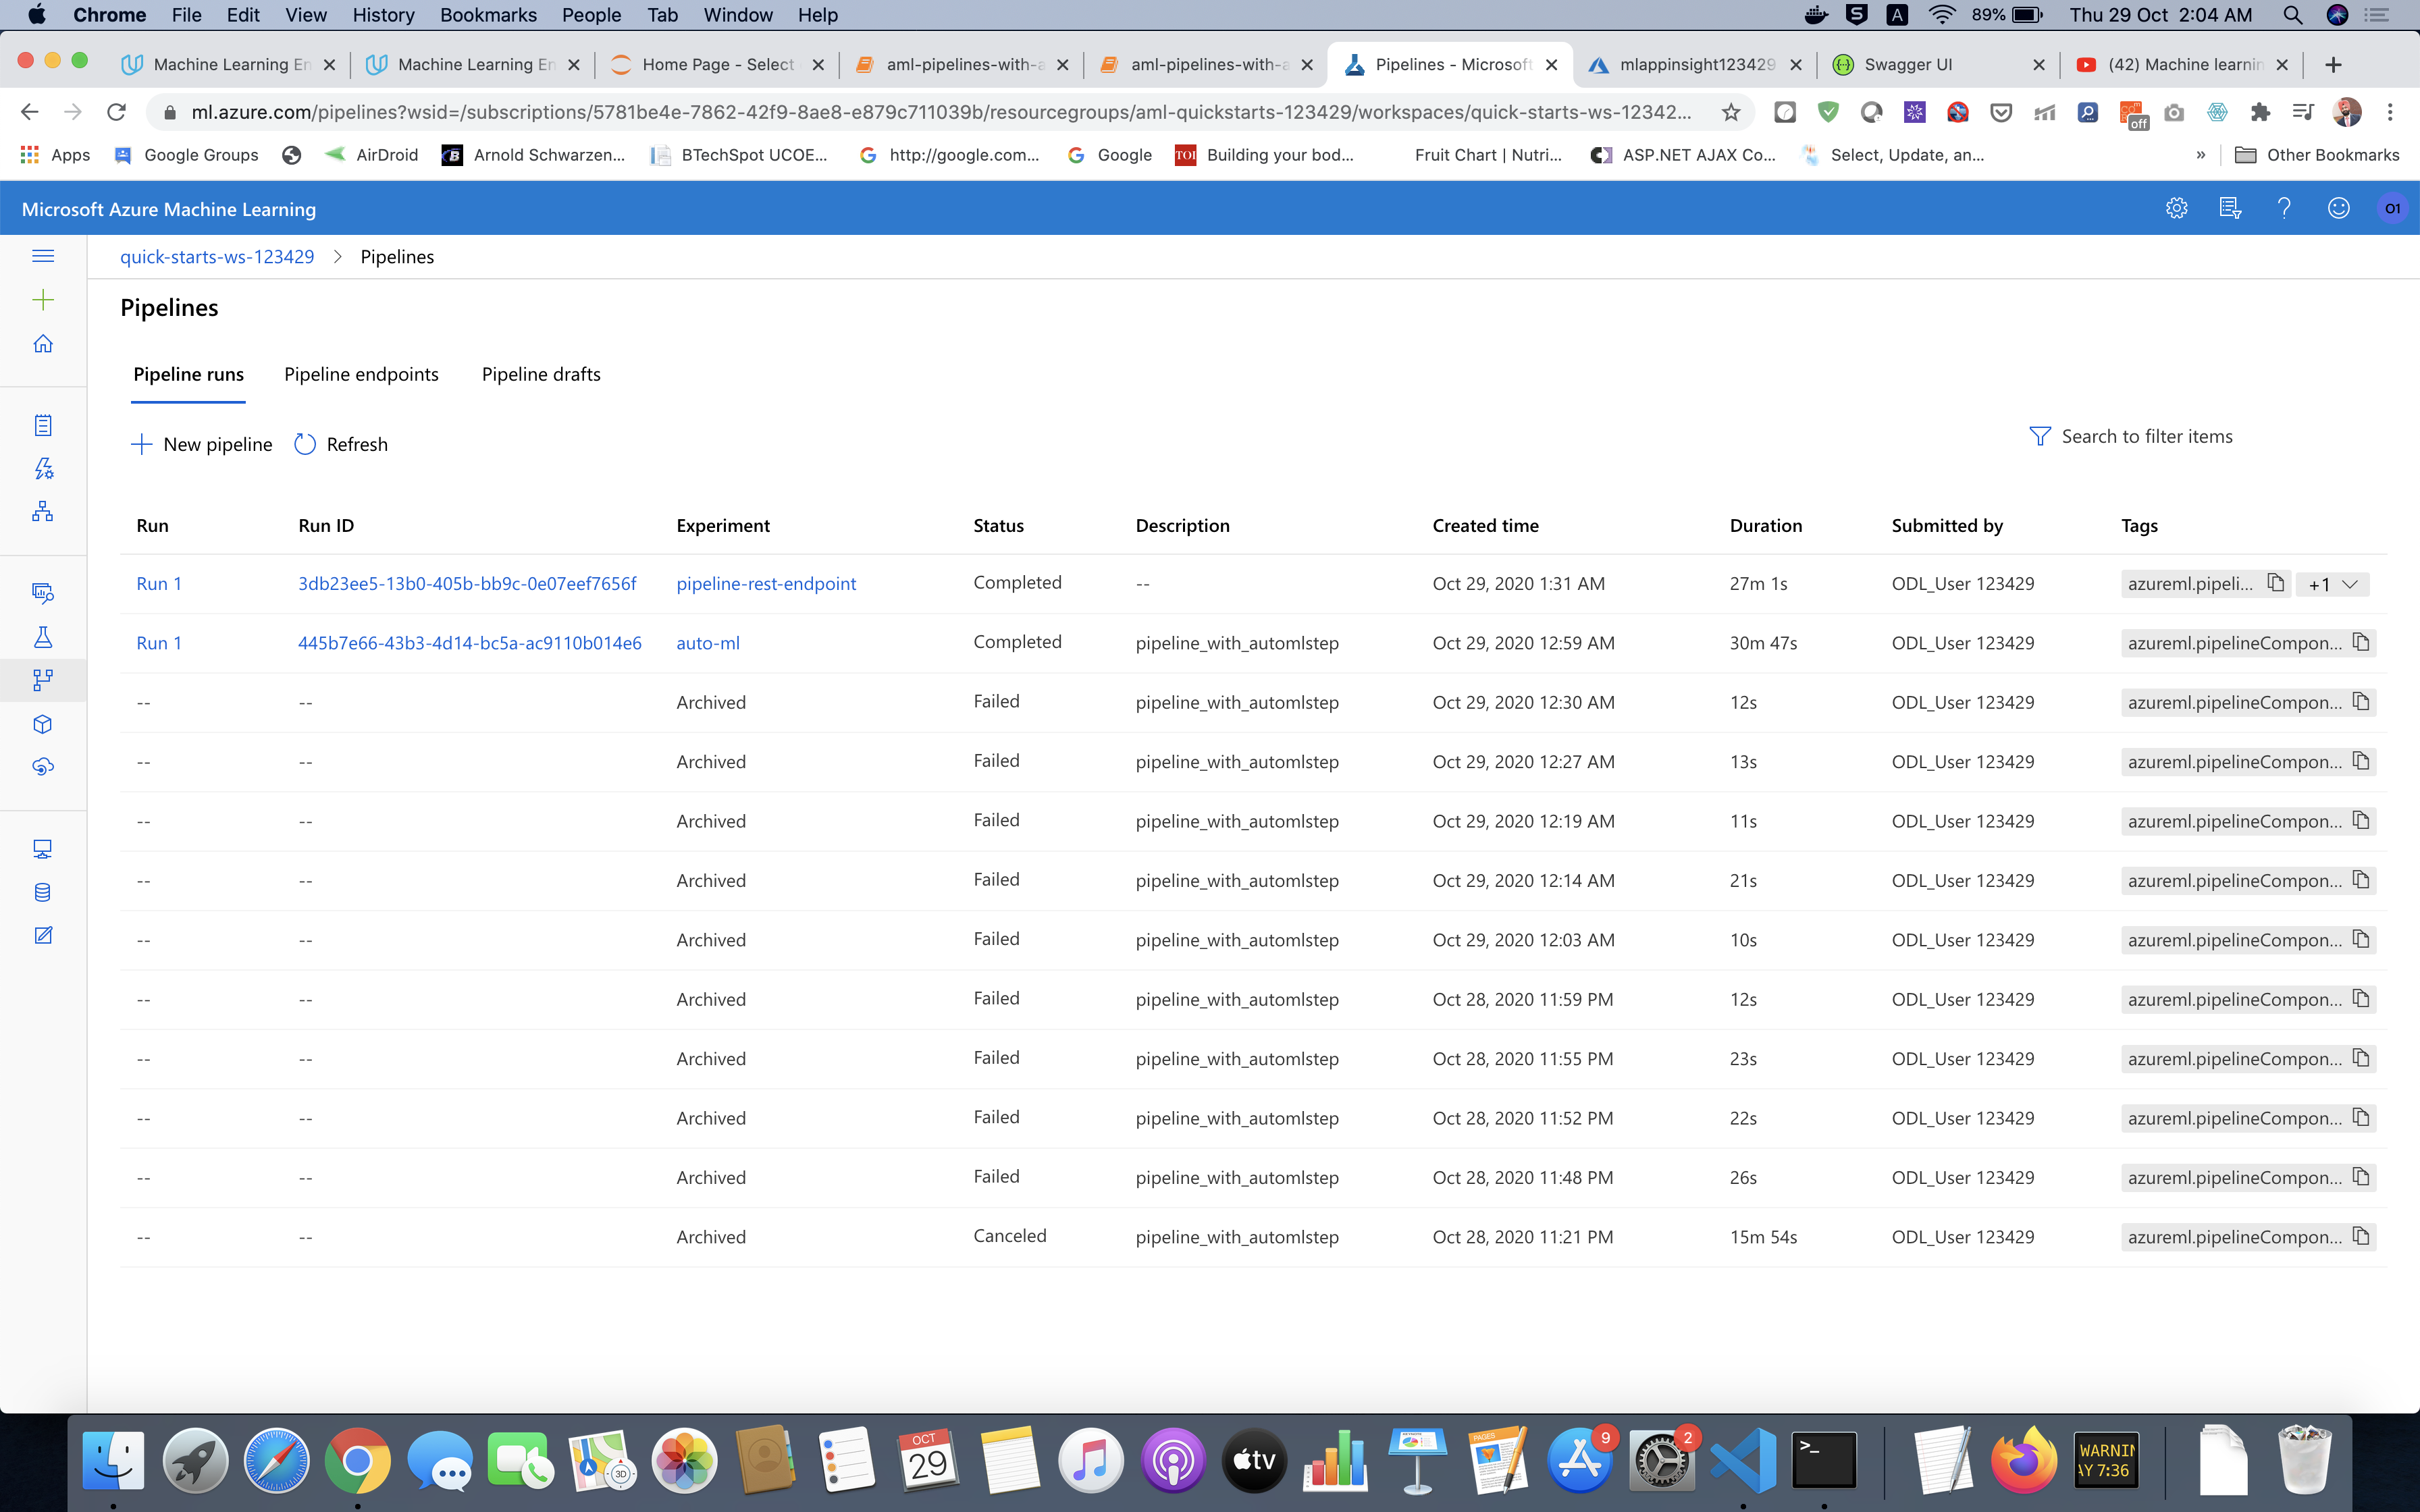 Chrome File Edit View History Bookmarks People Tab Window Help S A 89% Thu 29 Oct 2:04 AM
Machine Learning En Machine Learning En Home Page - Select aml-pipelines-with-a aml-pipelines-with-a Pipelines - Microsoft mlappinsight123429 Swagger UI (42) Machine learnin
ml.azure.com/pipelines?wsid=/subscriptions/5781be4e-7862-42f9-8ae8-e879c711039b/resourcegroups/aml-quickstarts-123429/workspaces/quick-starts-ws-12342... off
Apps Google Groups AirDroid Arnold Schwarzen... BTechSpot UCOE... http://google.com... Google TOI Building your bod... Fruit Chart | Nutri... ASP.NET AJAX Co... Select, Update, an... » Other Bookmarks
Microsoft Azure Machine Learning ? O1
quick-starts-ws-123429 > Pipelines
Pipelines
Pipeline runs Pipeline endpoints Pipeline drafts
New pipeline Refresh Search to filter items
Run Run ID Experiment Status Description Created time Duration Submitted by Tags
Run 1 3db23ee5-13b0-405b-bb9c-0e07eef7656f pipeline-rest-endpoint Completed -- Oct 29, 2020 1:31 AM 27m 1s ODL_User 123429 azureml.pipeli... +1
Run 1 445b7e66-43b3-4d14-bc5a-ac9110b014e6 auto-ml Completed pipeline_with_automlstep Oct 29, 2020 12:59 AM 30m 47s ODL_User 123429 azureml.pipelineCompon...
-- -- Archived Failed pipeline_with_automlstep Oct 29, 2020 12:30 AM 12s ODL_User 123429 azureml.pipelineCompon...
-- -- Archived Failed pipeline_with_automlstep Oct 29, 2020 12:27 AM 13s ODL_User 123429 azureml.pipelineCompon...
-- -- Archived Failed pipeline_with_automlstep Oct 29, 2020 12:19 AM 11s ODL_User 123429 azureml.pipelineCompon...
-- -- Archived Failed pipeline_with_automlstep Oct 29, 2020 12:14 AM 21s ODL_User 123429 azureml.pipelineCompon...
-- -- Archived Failed pipeline_with_automlstep Oct 29, 2020 12:03 AM 10s ODL_User 123429 azureml.pipelineCompon...
-- -- Archived Failed pipeline_with_automlstep Oct 28, 2020 11:59 PM 12s ODL_User 123429 azureml.pipelineCompon...
-- -- Archived Failed pipeline_with_automlstep Oct 28, 2020 11:55 PM 23s ODL_User 123429 azureml.pipelineCompon...
-- -- Archived Failed pipeline_with_automlstep Oct 28, 2020 11:52 PM 22s ODL_User 123429 azureml.pipelineCompon...
-- -- Archived Failed pipeline_with_automlstep Oct 28, 2020 11:48 PM 26s ODL_User 123429 azureml.pipelineCompon...
-- -- Archived Canceled pipeline_with_automlstep Oct 28, 2020 11:21 PM 15m 54s ODL_User 123429 azureml.pipelineCompon...
3D OCT 29 tv PAGES 9 2 >_ WARNIN
AY 7:36